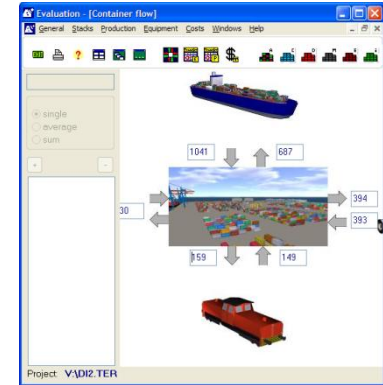 Evaluation - [Container flow]
General Stacks Production Equipment Costs Windows Help
single
average
sum
1041
687
30
394
393
159
149
Project: V:\DI2.TER